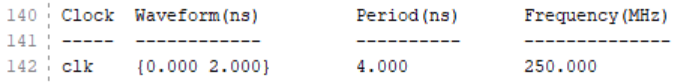 140 Clock Waveform(ns) Period(ns) Frequency(MHz)
141 ----- ------------ ---------- --------------
142 clk {0.000 2.000} 4.000 250.000